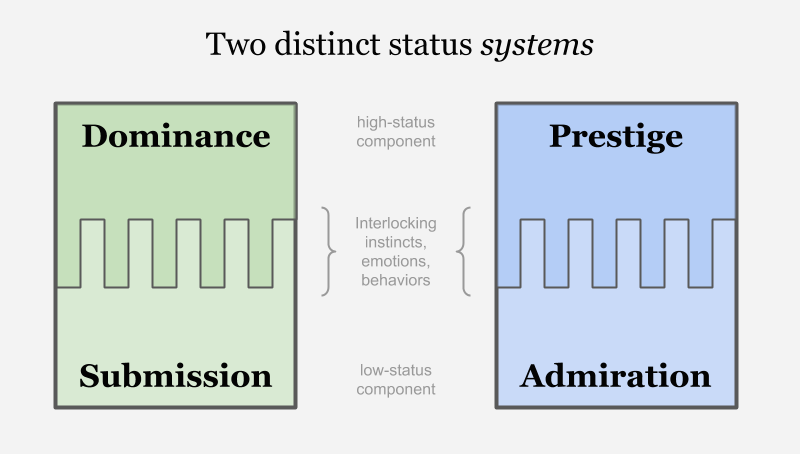 Two distinct status systems
Dominance
high-status
component
Prestige
Interlocking
instincts,
emotions,
behaviors
Submission
low-status
component
Admiration